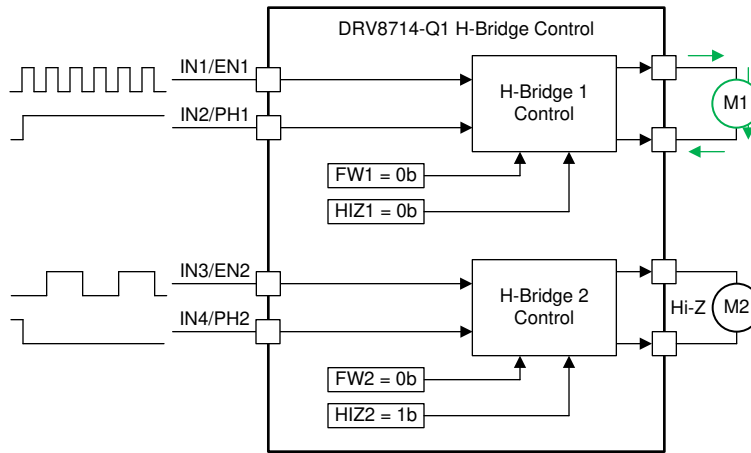 DRV8714-Q1 H-Bridge Control
IN1/EN1
IN2/PH1
H-Bridge 1
Control
M1
FW1 = 0b
HIZ1 = 0b
IN3/EN2
IN4/PH2
H-Bridge 2
Control
Hi-Z
M2
FW2 = 0b
HIZ2 = 1b